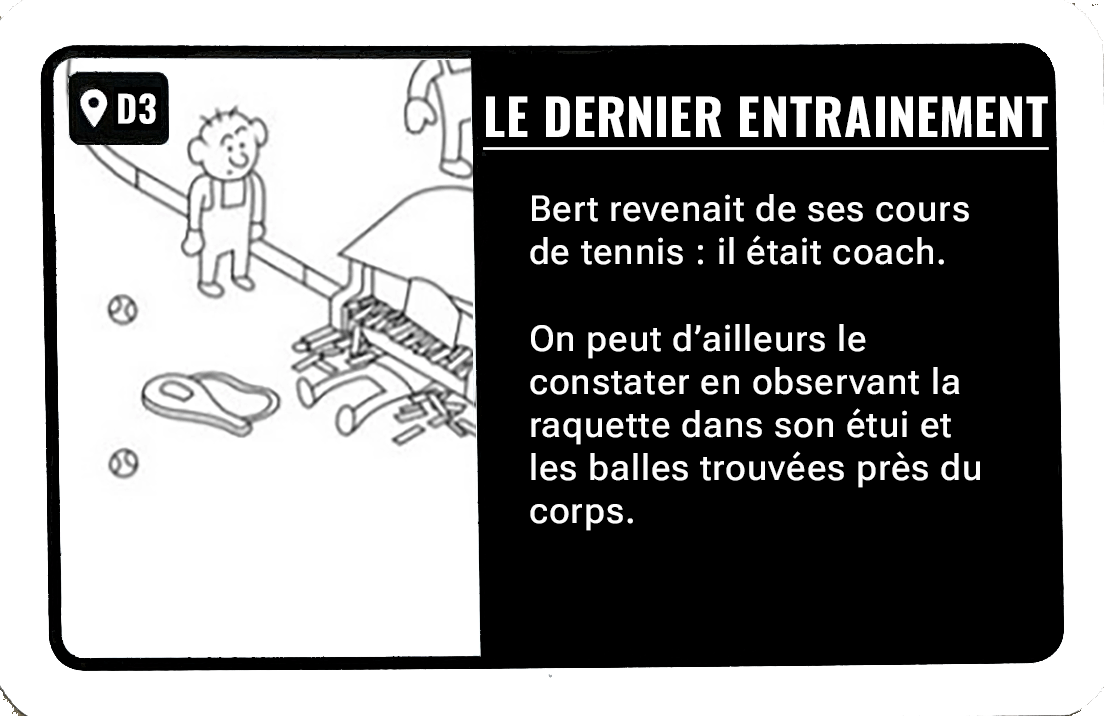 D3
LE DERNIER ENTRAINEMENT
Bert revenait de ses cours
de tennis : il était coach.
On peut d’ailleurs le
constater en observant la
raquette dans son étui et
les balles trouvées près du
corps.